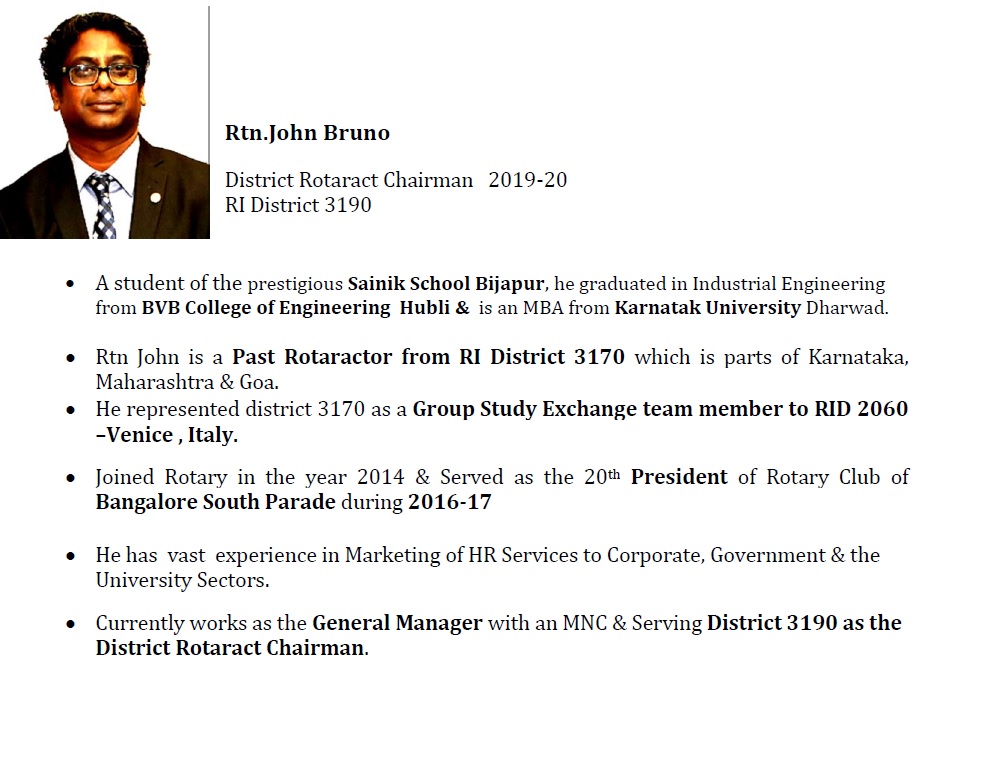 Rtn.John Bruno
District Rotaract Chairman 2019-20
RI District 3190
• A student of the prestigious Sainik School Bijapur, he graduated in Industrial Engineering
from BVB College of Engineering Hubli & is an MBA from Karnatak University Dharwad.
• Rtn John is a Past Rotaractor from RI District 3170 which is parts of Karnataka,
Maharashtra & Goa.
• He represented district 3170 as a Group Study Exchange team member to RID 2060
–Venice , Italy.
• Joined Rotary in the year 2014 & Served as the 20th President of Rotary Club of
Bangalore South Parade during 2016-17
• He has vast experience in Marketing of HR Services to Corporate, Government & the
University Sectors.
• Currently works as the General Manager with an MNC & Serving District 3190 as the
District Rotaract Chairman.